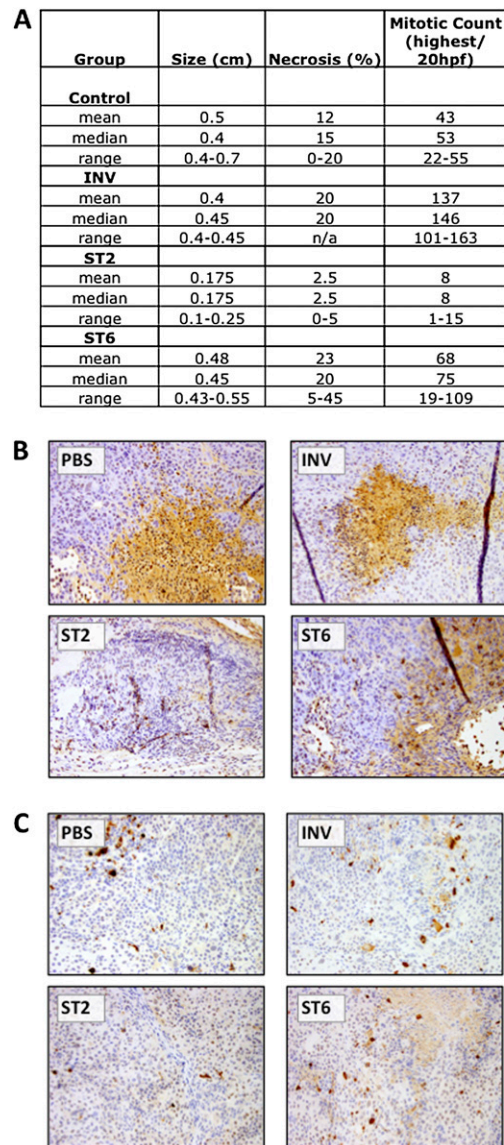 A
Group Size (cm) Necrosis (%) Mitotic Count (highest/ 20hpf)
Control
mean 0.5 12 43
median 0.4 15 53
range 0.4-0.7 0-20 22-55
INV
mean 0.4 20 137
median 0.45 20 146
range 0.4-0.45 n/a 101-163
ST2
mean 0.175 2.5 8
median 0.175 2.5 8
range 0.1-0.25 0-5 1-15
ST6
mean 0.48 23 68
median 0.45 20 75
range 0.43-0.55 5-45 19-109
B
PBS INV
ST2 ST6
C
PBS INV
ST2 ST6